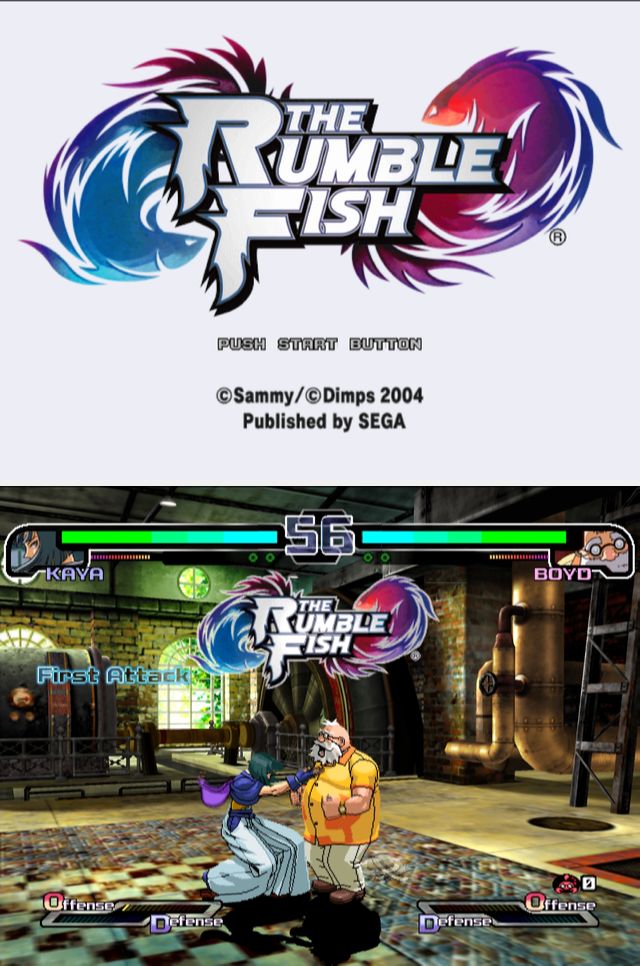 THE
RUMBLE
FISH
®
PUSH START BUTTON
©Sammy/©Dimps 2004
Published by SEGA
56
KAYA
BOYD
THE
RUMBLE
FISH
®
First Attack
0
Offense
Offense
Defense
Defense